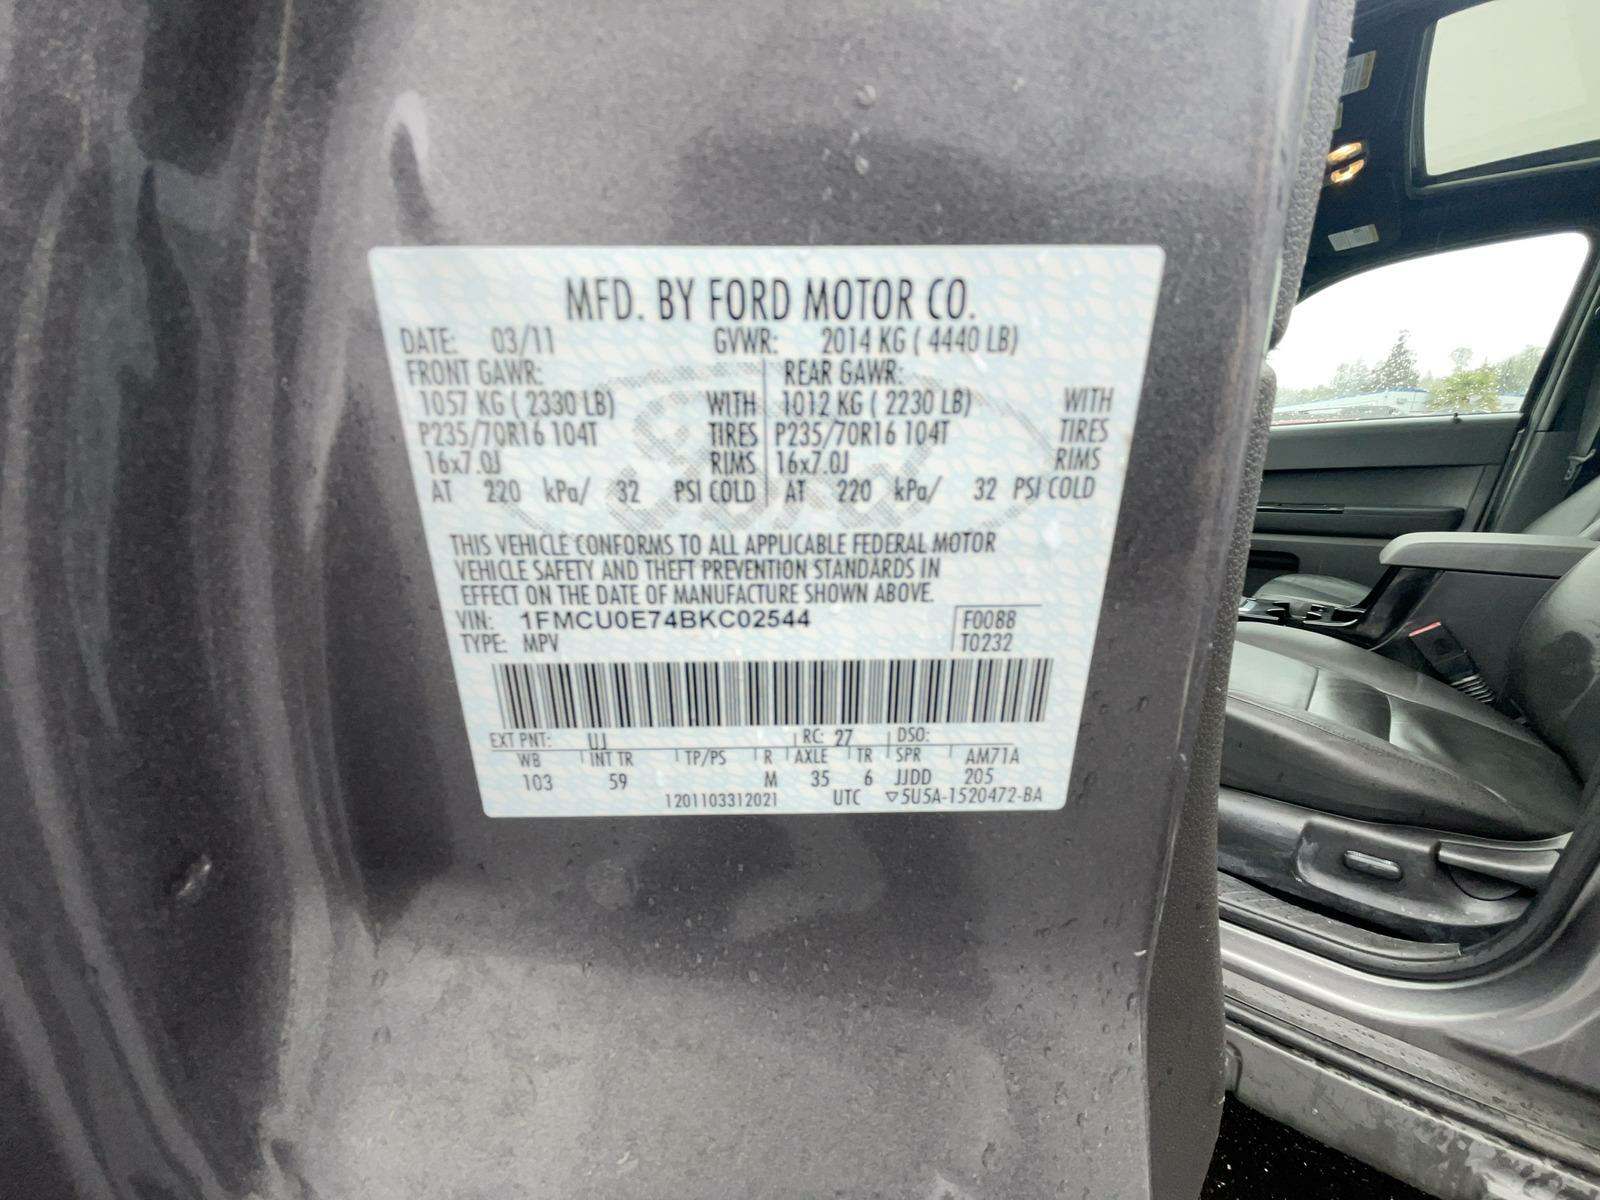 MFD. BY FORD MOTOR CO.
DATE: 03/11 GVWR: 2014 KG ( 4440 LB)
FRONT GAWR: REAR GAWR:
1057 KG ( 2330 LB) WITH 1012 KG ( 2230 LB) WITH
P235/70R16 104T TIRES P235/70R16 104T TIRES
16x7.0J RIMS 16x7.0J RIMS
AT 220 kPa/ 32 PSI COLD AT 220 kPa/ 32 PSI COLD
THIS VEHICLE CONFORMS TO ALL APPLICABLE FEDERAL MOTOR
VEHICLE SAFETY AND THEFT PREVENTION STANDARDS IN
EFFECT ON THE DATE OF MANUFACTURE SHOWN ABOVE.
VIN: 1FMCU0E74BKC02544 F0088
TYPE: MPV T0232
EXT PNT: UJ RC: 27 DSO:
WB INT TR TP/PS R AXLE TR SPR AM71A
103 59 M 35 6 JJDD 205
1201103312021 UTC ▽5U5A-1520472-BA